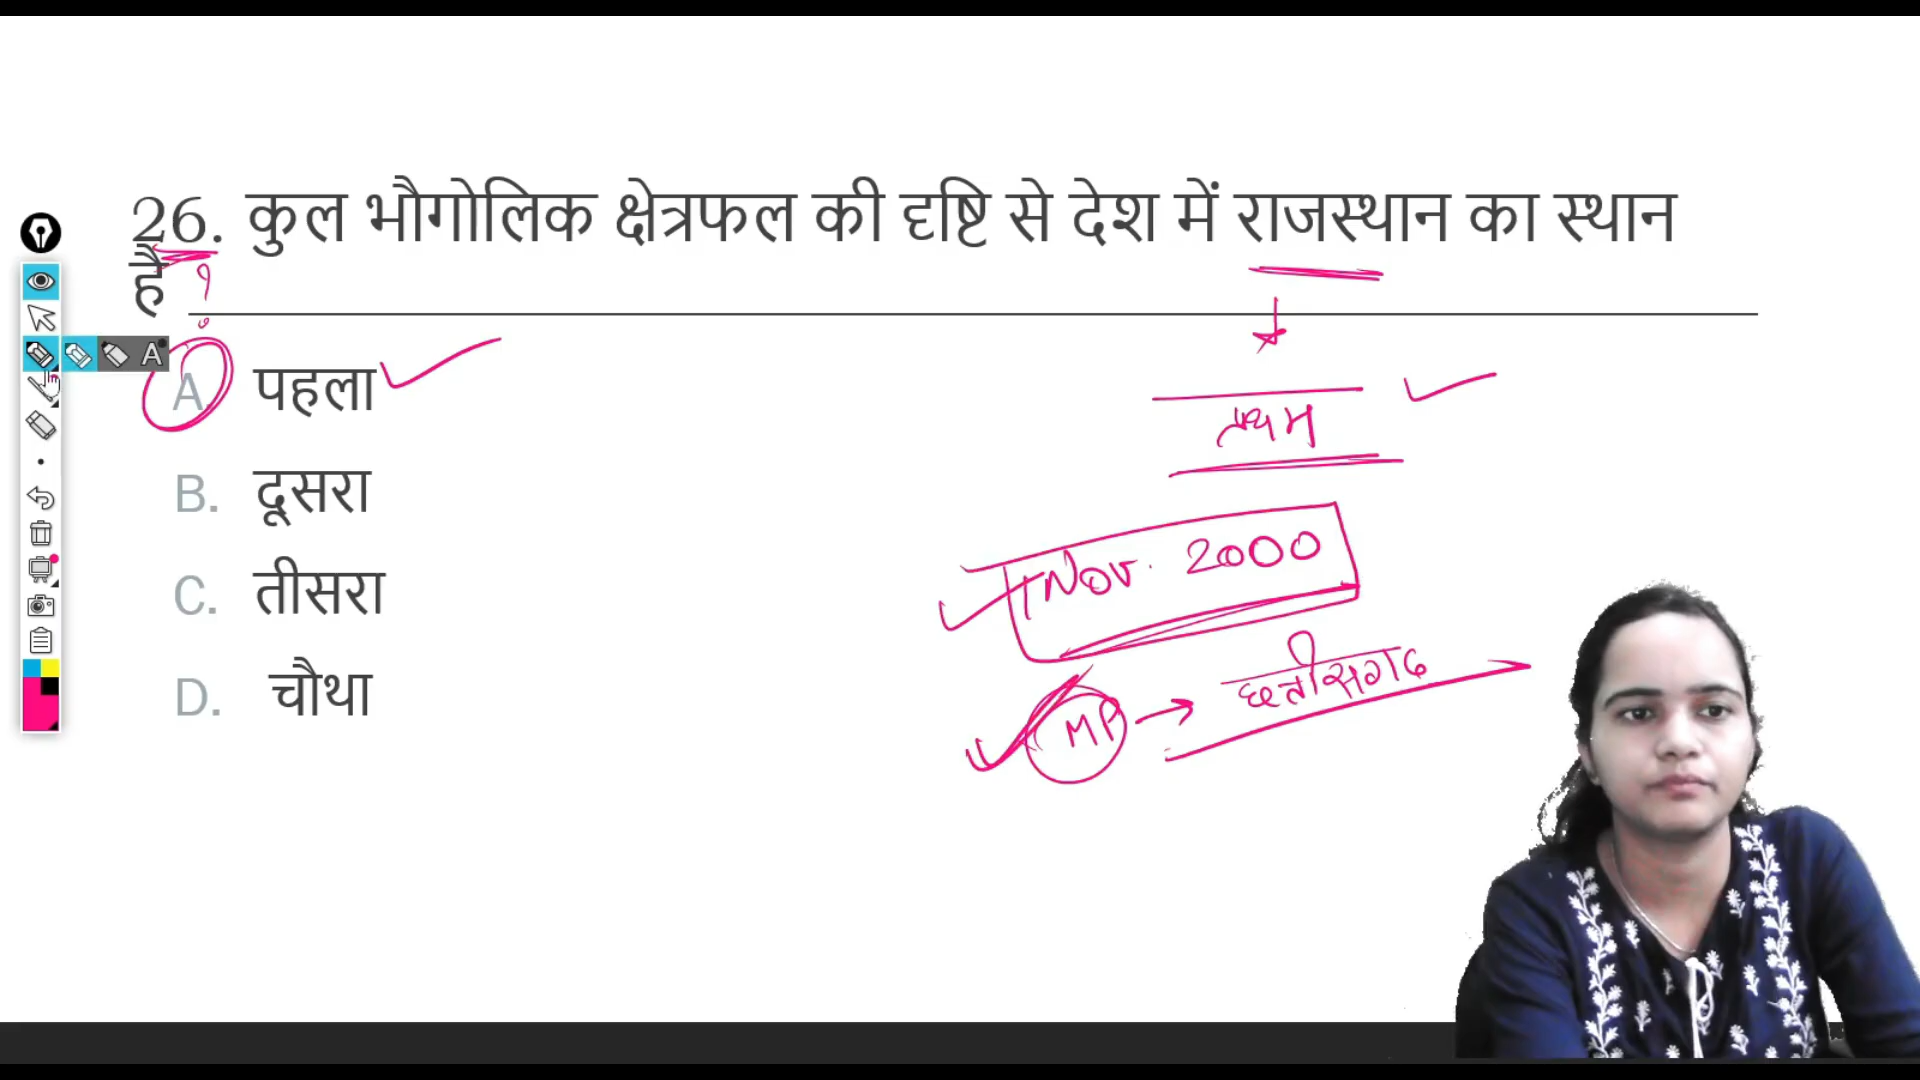 26. कुल भौगोलिक क्षेत्रफल की दृष्टि से देश में राजस्थान का स्थान
है
A. पहला
B. दूसरा
C. तीसरा
D. चौथा
प्रथम
1 Nov. 2000
MP → छत्तीसगढ
A